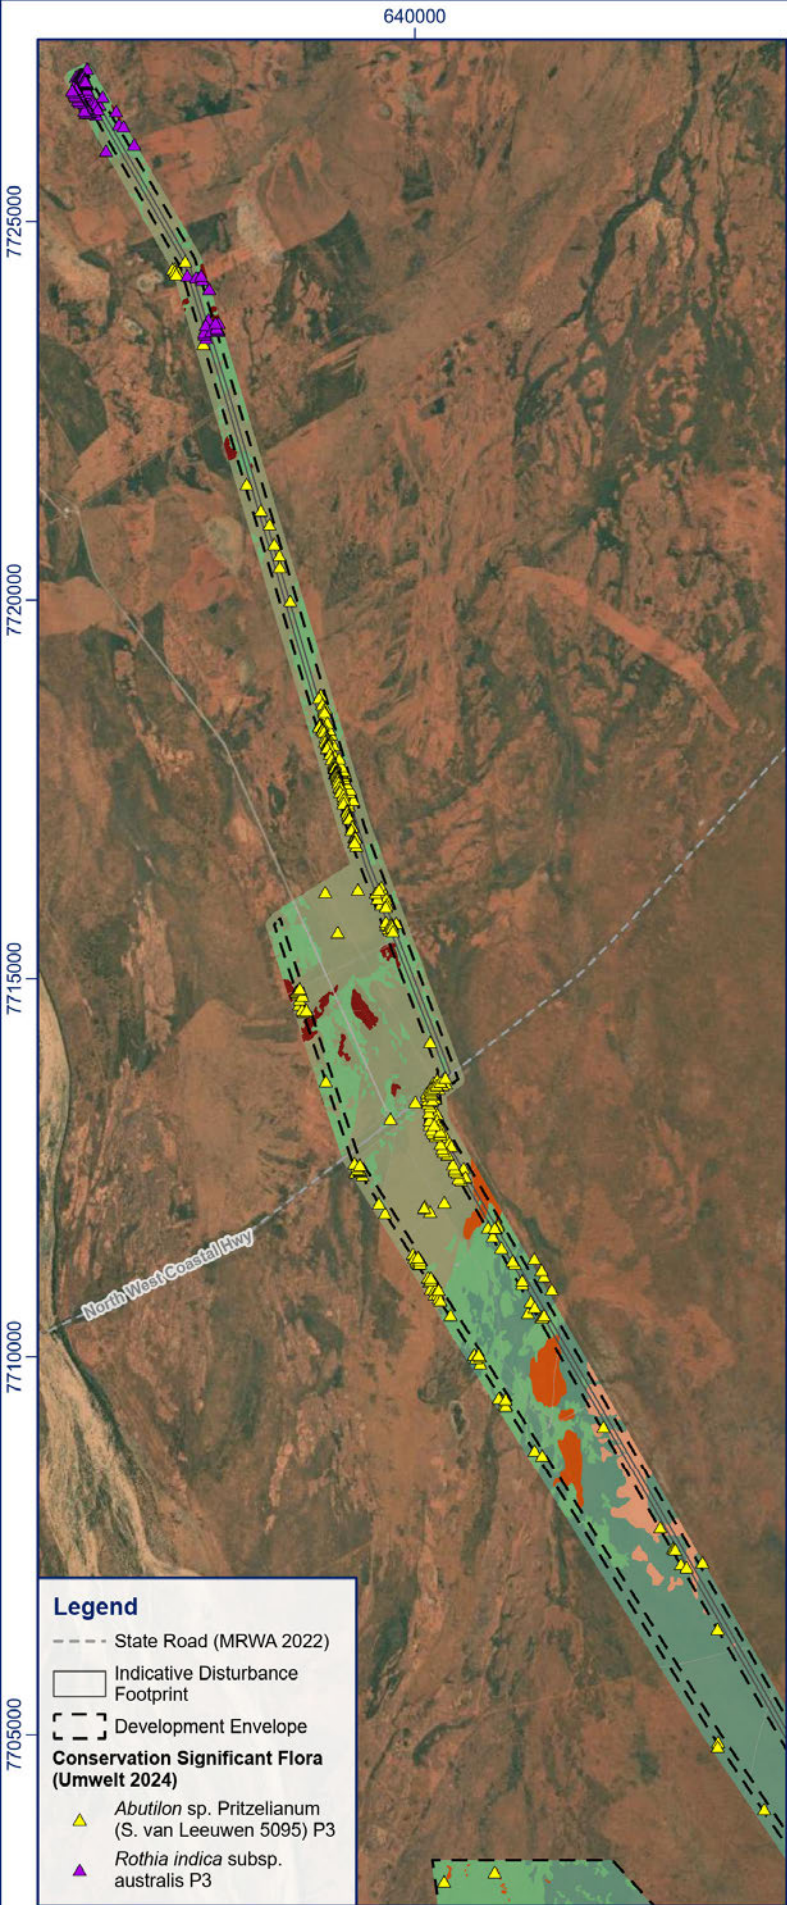 640000
7725000
7720000
7715000
7710000
7705000
North West Coastal Hwy
Legend
State Road (MRWA 2022)
Indicative Disturbance
Footprint
Development Envelope
Conservation Significant Flora
(Umwelt 2024)
Abutilon sp. Pritzelianum
(S. van Leeuwen 5095) P3
Rothia indica subsp.
australis P3